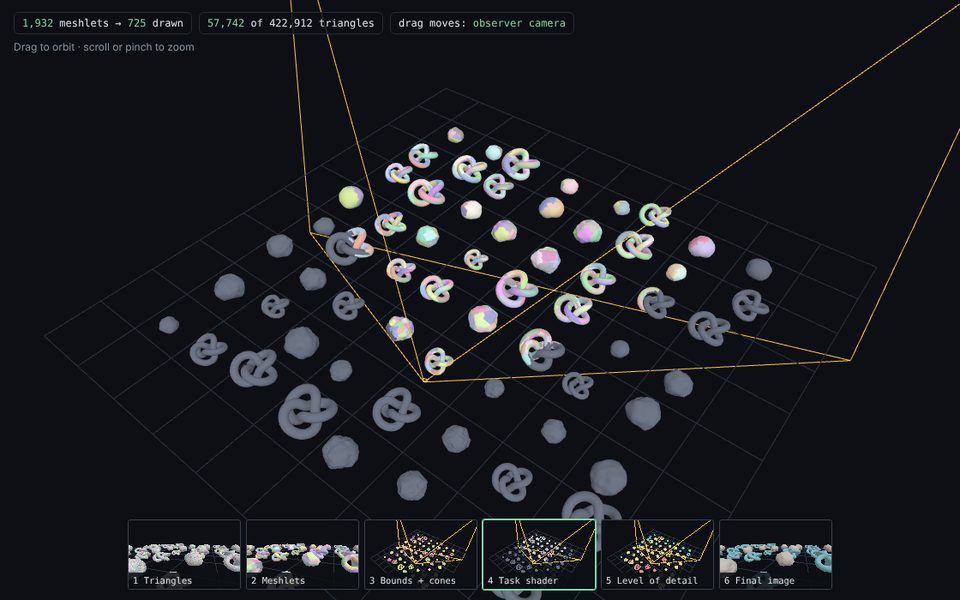 1,932 meshlets → 725 drawn
57,742 of 422,912 triangles
drag moves: observer camera
Drag to orbit · scroll or pinch to zoom
1 Triangles
2 Meshlets
3 Bounds + cones
4 Task shader
5 Level of detail
6 Final image